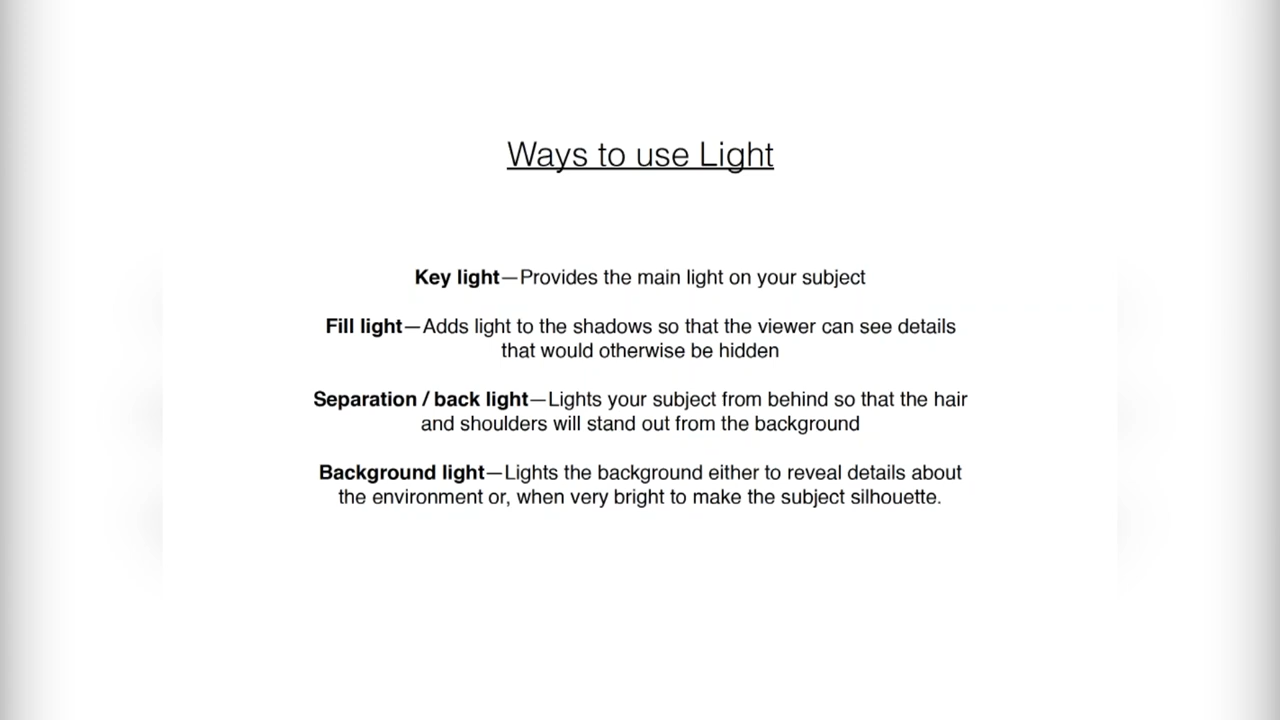 Ways to use Light
Key light—Provides the main light on your subject
Fill light—Adds light to the shadows so that the viewer can see details
that would otherwise be hidden
Separation / back light—Lights your subject from behind so that the hair
and shoulders will stand out from the background
Background light—Lights the background either to reveal details about
the environment or, when very bright to make the subject silhouette.